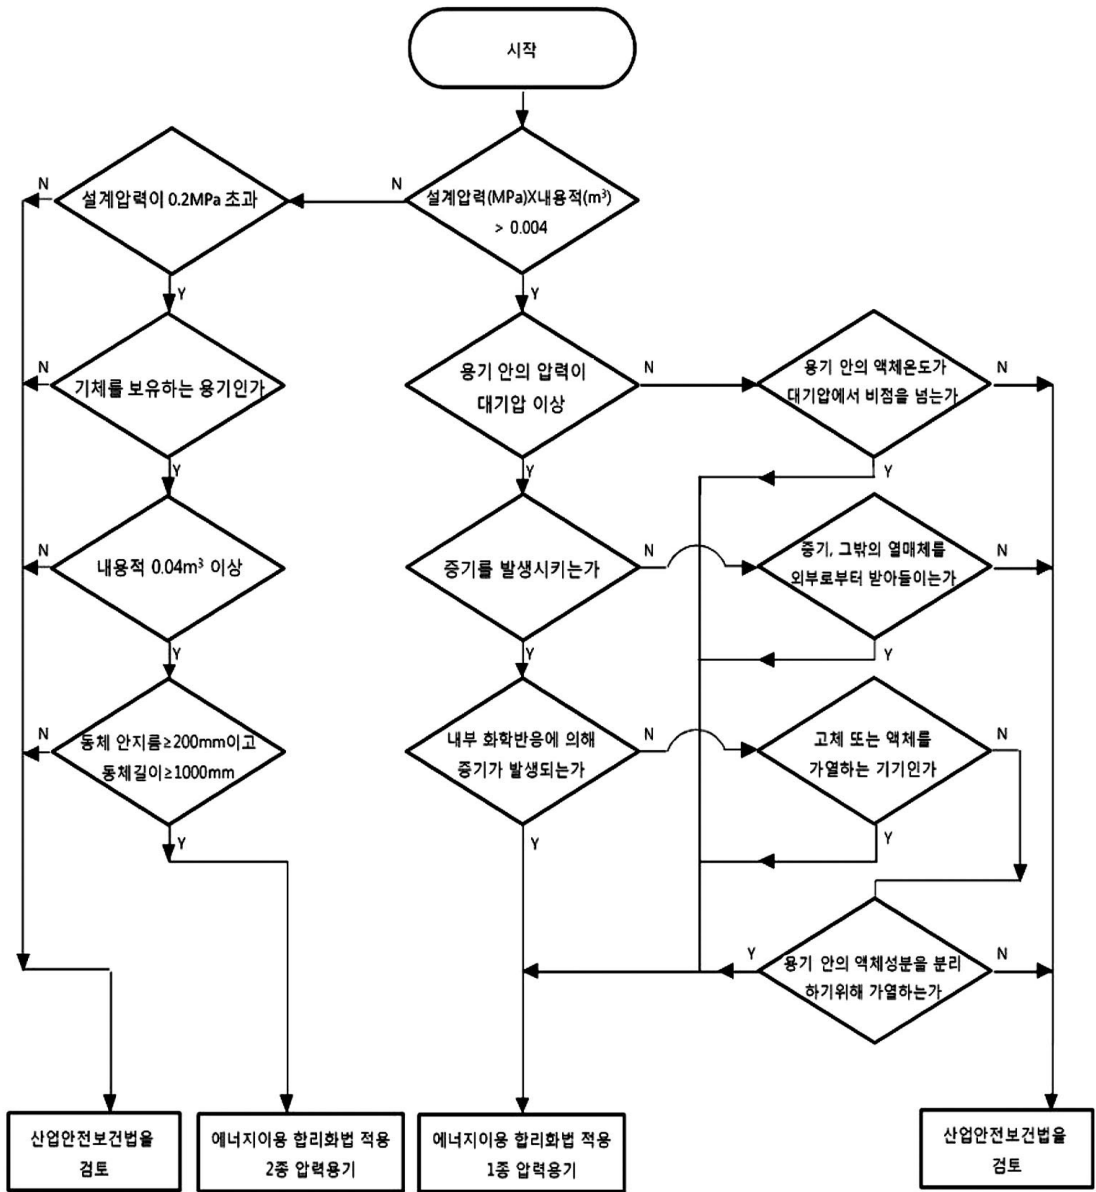 시작
N
설계압력이 0.2MPa 초과
N
설계압력(MPa)X내용적(m³)
> 0.004
Y
Y
N
기체를 보유하는 용기인가
용기 안의 압력이
대기압 이상
N
용기 안의 액체온도가
대기압에서 비점을 넘는가
N
Y
Y
Y
N
내용적 0.04m³ 이상
증기를 발생시키는가
N
증기, 그밖의 열매체를
외부로부터 받아들이는가
N
Y
Y
Y
N
동체 안지름≥200mm이고
동체길이≥1000mm
내부 화학반응에 의해
증기가 발생되는가
N
고체 또는 액체를
가열하는 기기인가
N
Y
Y
Y
Y
용기 안의 액체성분을 분리
하기위해 가열하는가
N
산업안전보건법을
검토
에너지이용 합리화법 적용
2종 압력용기
에너지이용 합리화법 적용
1종 압력용기
산업안전보건법을
검토